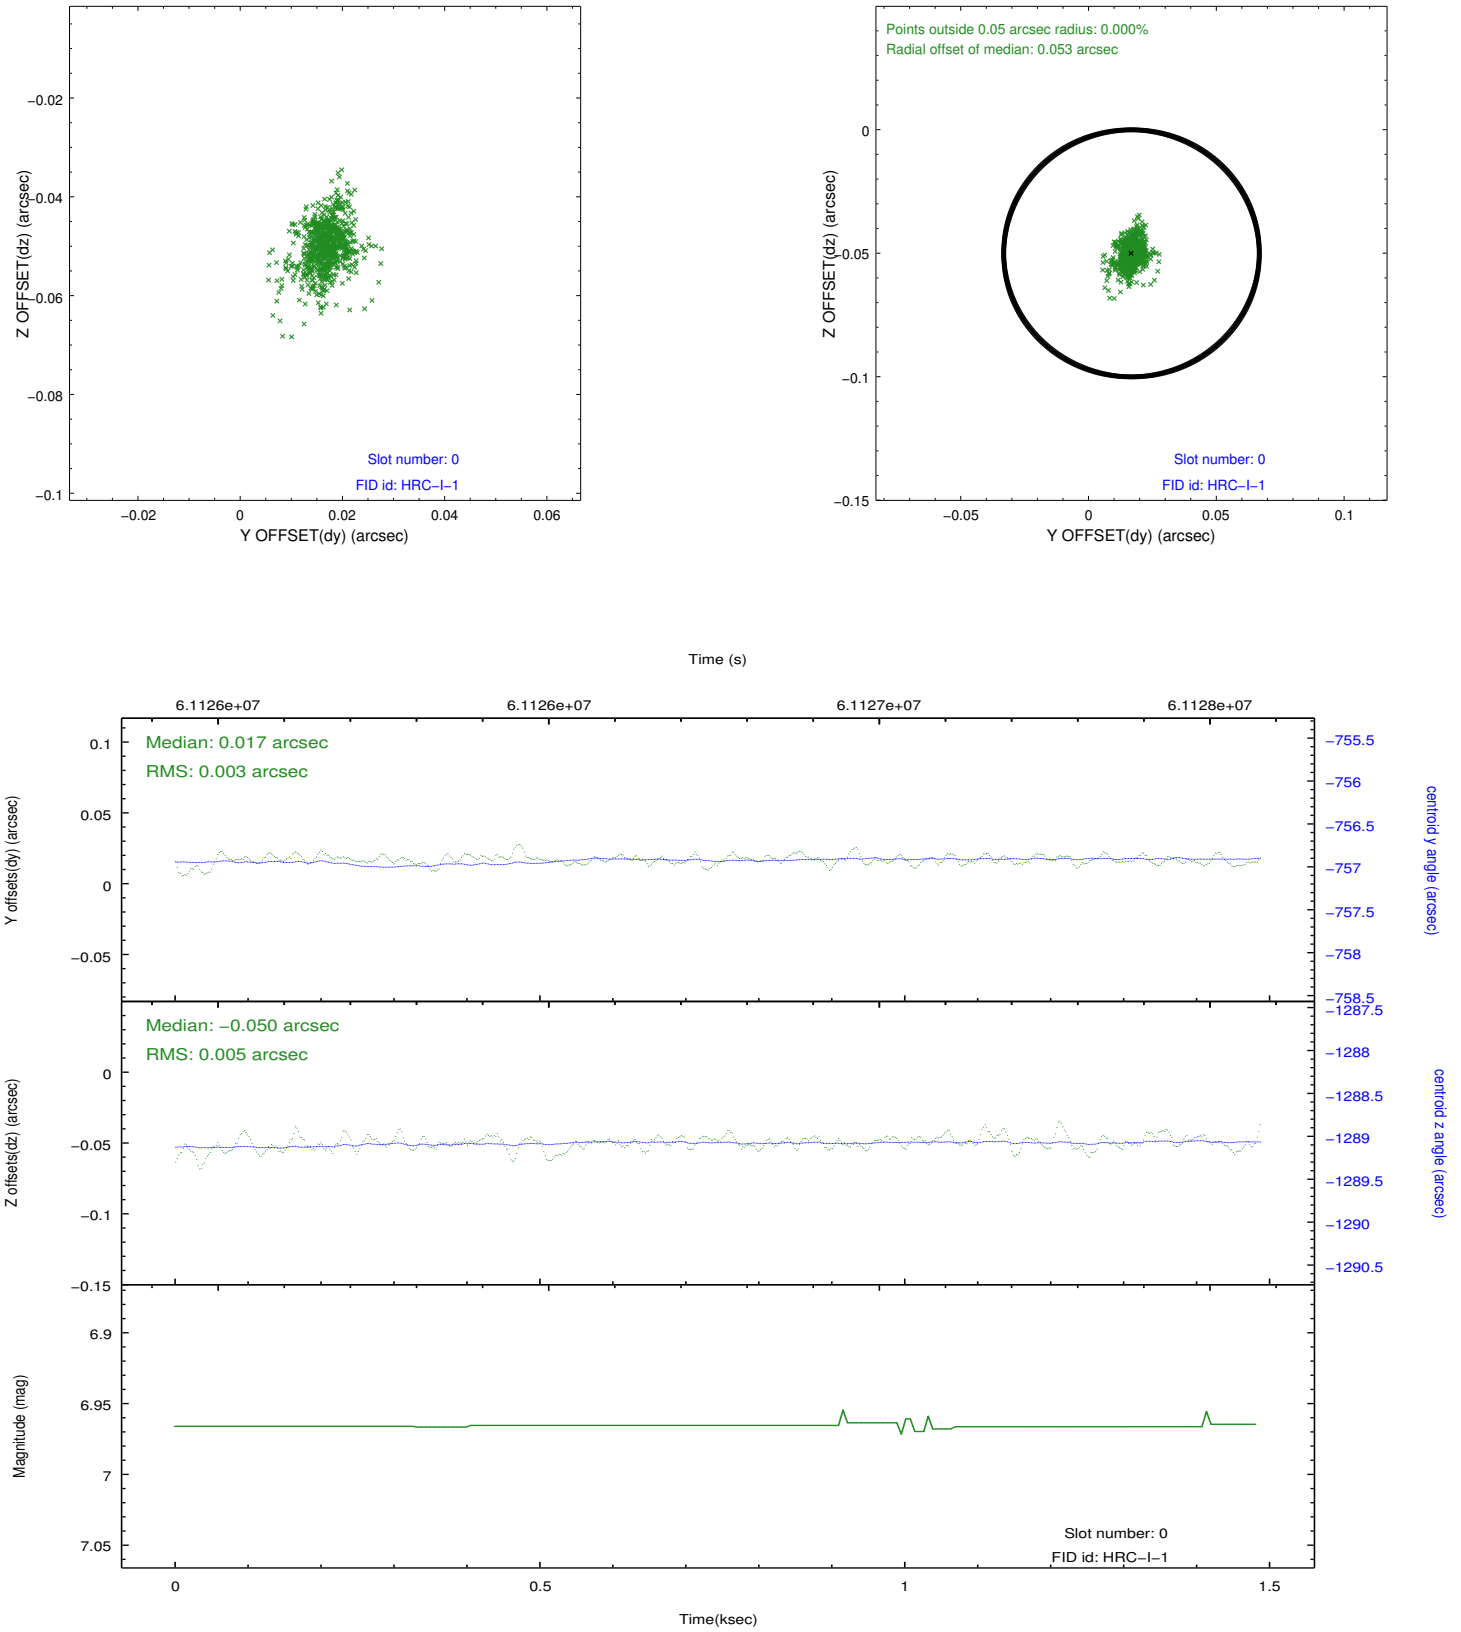 −0.02
−0.04
−0.06
−0.08
−0.1
Z OFFSET(dz) (arcsec)
Slot number: 0
FID id: HRC−I−1
−0.02 0 0.02 0.04 0.06
Y OFFSET(dy) (arcsec)
Points outside 0.05 arcsec radius: 0.000%
Radial offset of median: 0.053 arcsec
0
−0.05
−0.1
−0.15
Z OFFSET(dz) (arcsec)
Slot number: 0
FID id: HRC−I−1
−0.05 0 0.05 0.1
Y OFFSET(dy) (arcsec)
Time (s)
6.1126e+07 6.1126e+07 6.1127e+07 6.1128e+07
Median: 0.017 arcsec
RMS: 0.003 arcsec
0.1
0.05
0
−0.05
Y offsets(dy) (arcsec)
−755.5
−756
−756.5
−757
−757.5
−758
−758.5
centroid y angle (arcsec)
Median: −0.050 arcsec
RMS: 0.005 arcsec
0
−0.05
−0.1
−0.15
Z offsets(dz) (arcsec)
−1287.5
−1288
−1288.5
−1289
−1289.5
−1290
−1290.5
centroid z angle (arcsec)
6.9
6.95
7
7.05
Magnitude (mag)
Slot number: 0
FID id: HRC−I−1
0 0.5 1 1.5
Time(ksec)